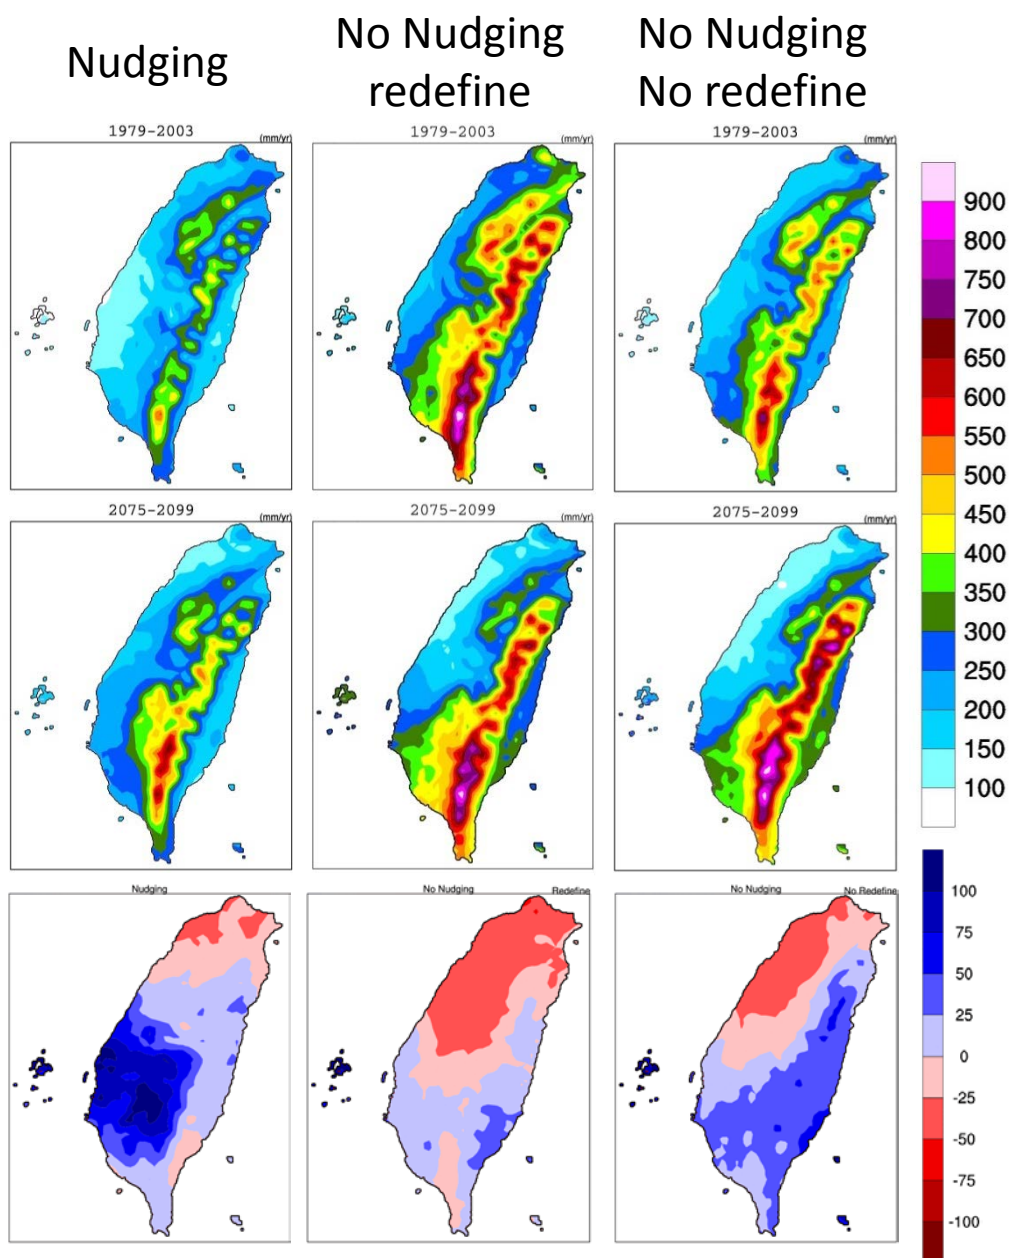 Nudging
No Nudging
redefine
No Nudging
No redefine
1979-2003
(mm/yr)
1979-2003
(mm/yr)
1979-2003
(mm/yr)
2075-2099
(mm/yr)
2075-2099
(mm/yr)
2075-2099
(mm/yr)
900
800
750
700
650
600
550
500
450
400
350
300
250
200
150
100
Nudging
No Nudging
Redefine
No Nudging
No Redefine
100
75
50
25
0
-25
-50
-75
-100